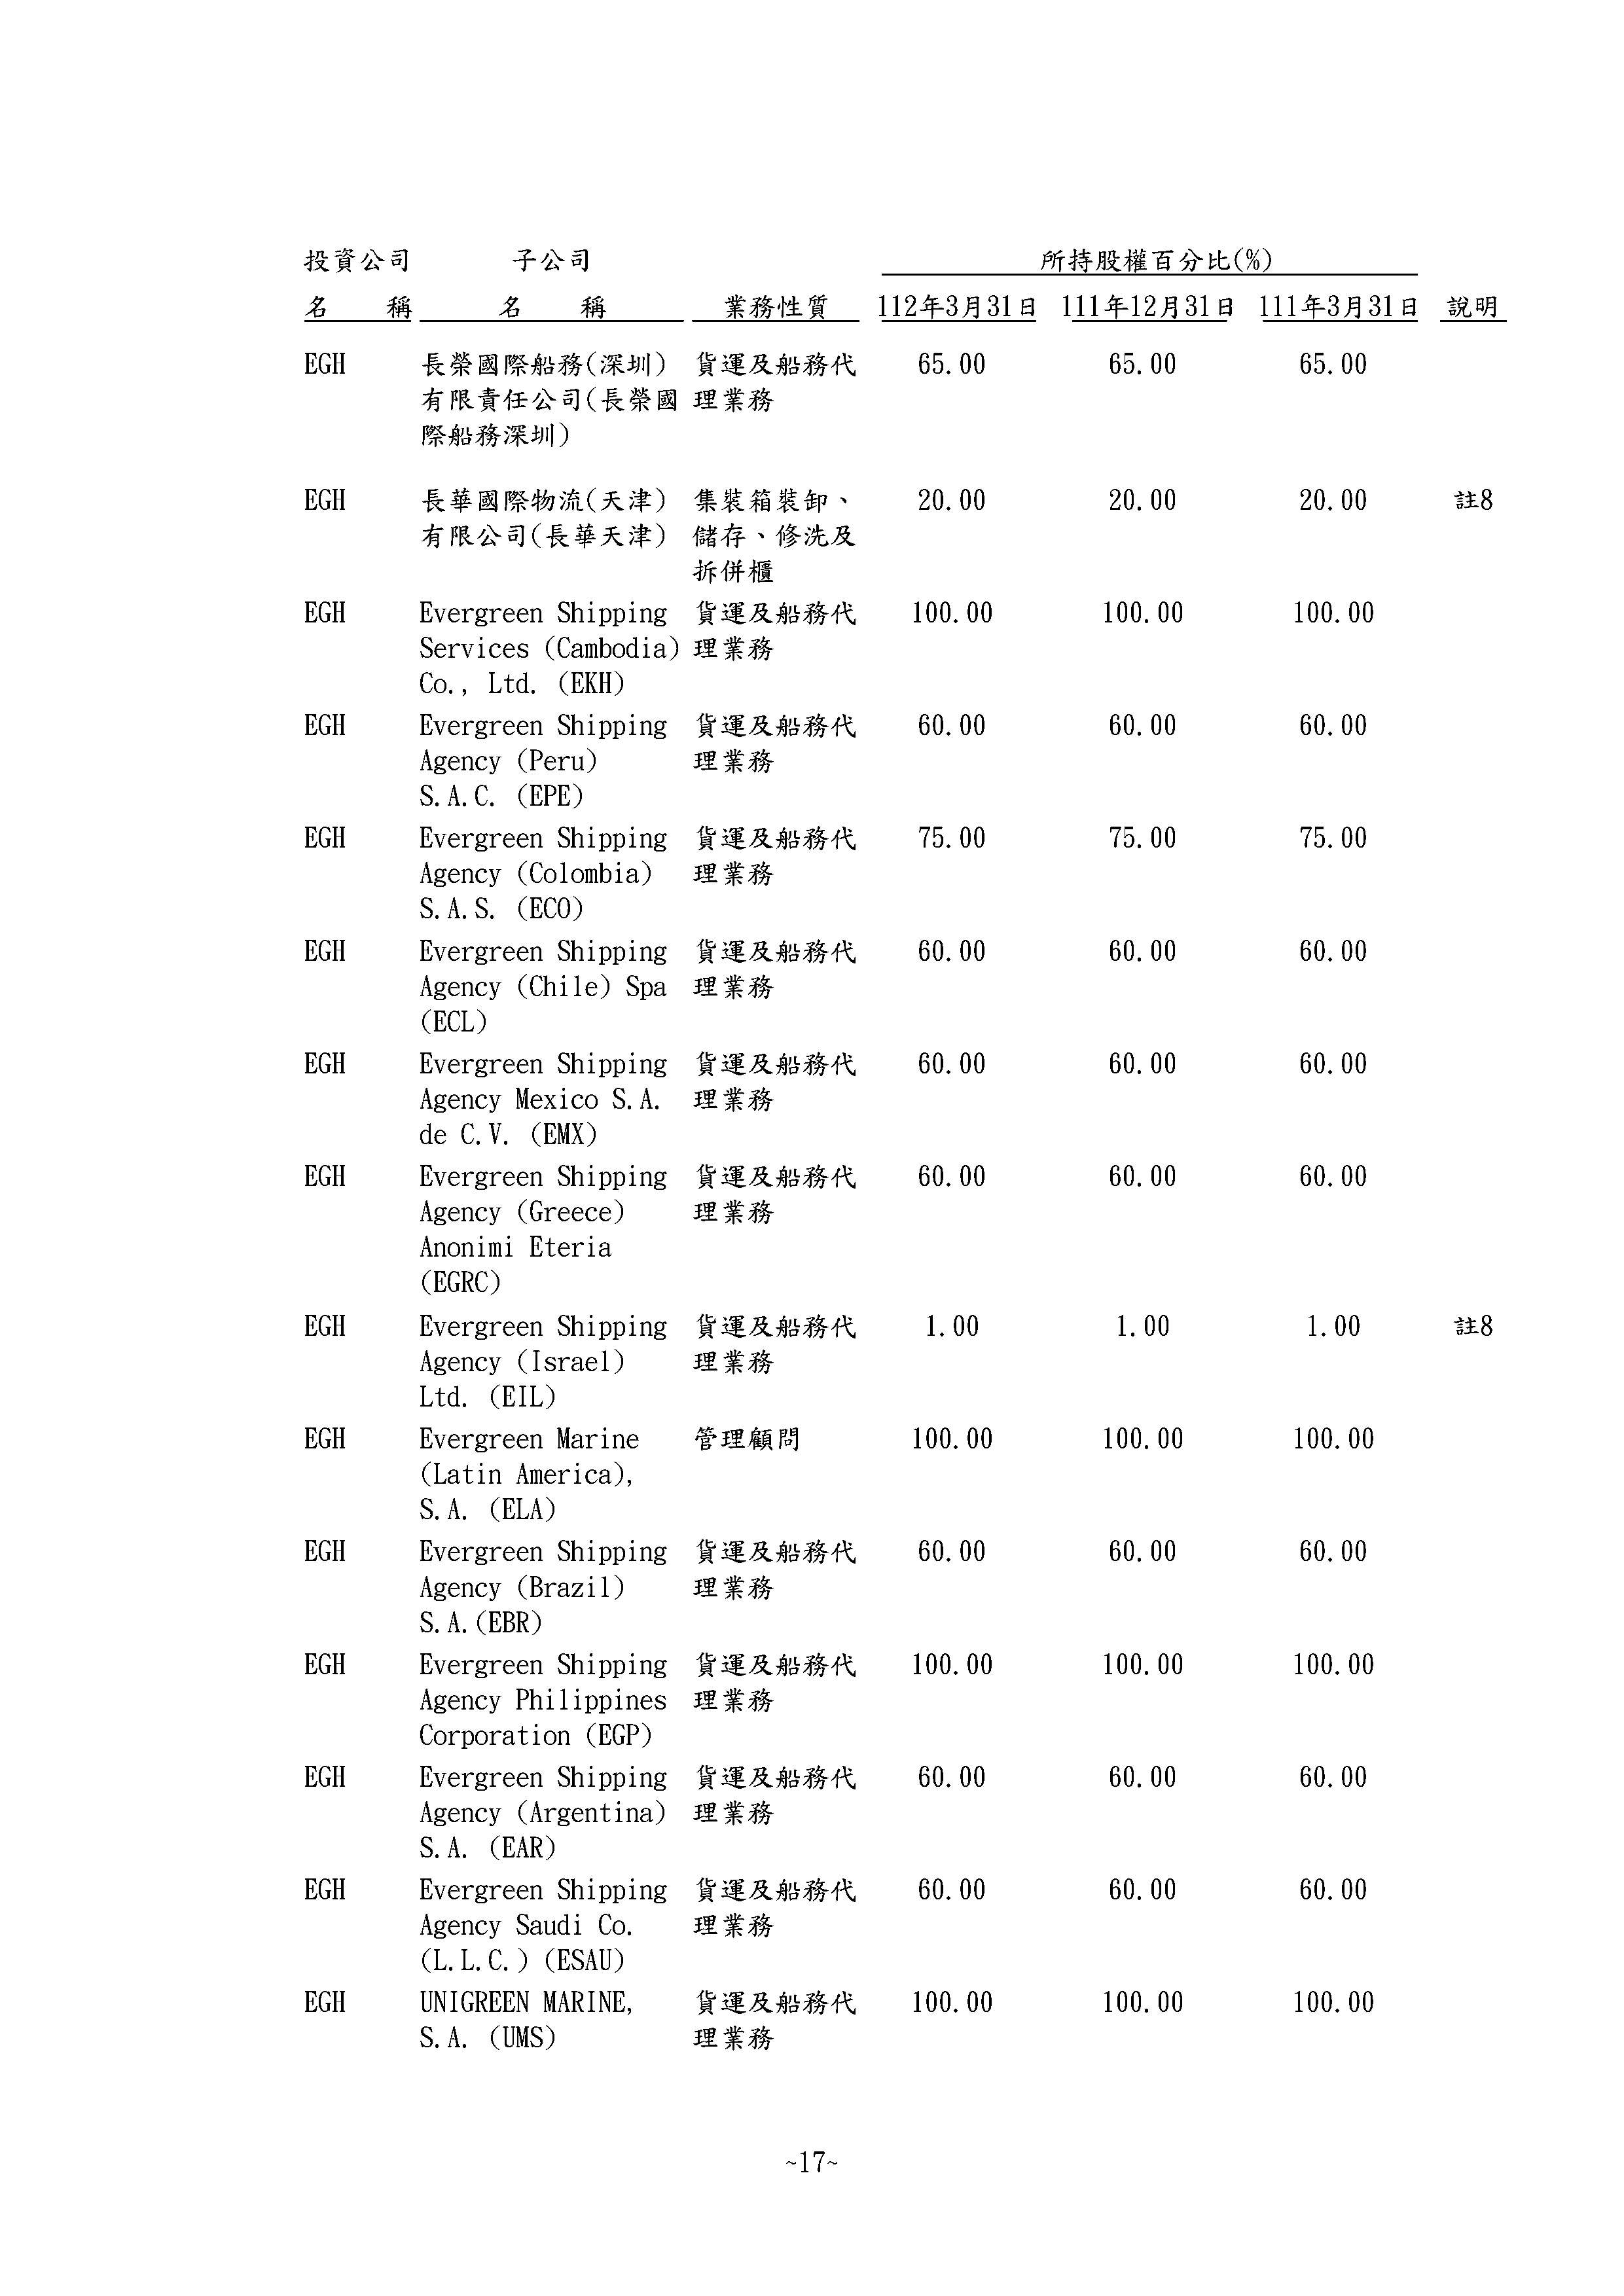 投資公司 子公司 所持股權百分比(%)
名 稱 名 稱 業務性質 112年3月31日 111年12月31日 111年3月31日 說明
EGH 長榮國際船務(深圳) 貨運及船務代 65.00 65.00 65.00
有限責任公司(長榮國 理業務
際船務深圳)
EGH 長華國際物流(天津) 集裝箱裝卸、 20.00 20.00 20.00 註8
有限公司(長華天津) 儲存、修洗及
拆併櫃
EGH Evergreen Shipping 貨運及船務代 100.00 100.00 100.00
Services (Cambodia) 理業務
Co., Ltd. (EKH)
EGH Evergreen Shipping 貨運及船務代 60.00 60.00 60.00
Agency (Peru) 理業務
S.A.C. (EPE)
EGH Evergreen Shipping 貨運及船務代 75.00 75.00 75.00
Agency (Colombia) 理業務
S.A.S. (ECO)
EGH Evergreen Shipping 貨運及船務代 60.00 60.00 60.00
Agency (Chile) Spa 理業務
(ECL)
EGH Evergreen Shipping 貨運及船務代 60.00 60.00 60.00
Agency Mexico S.A. 理業務
de C.V. (EMX)
EGH Evergreen Shipping 貨運及船務代 60.00 60.00 60.00
Agency (Greece) 理業務
Anonimi Eteria
(EGRC)
EGH Evergreen Shipping 貨運及船務代 1.00 1.00 1.00 註8
Agency (Israel) 理業務
Ltd. (EIL)
EGH Evergreen Marine 管理顧問 100.00 100.00 100.00
(Latin America),
S.A. (ELA)
EGH Evergreen Shipping 貨運及船務代 60.00 60.00 60.00
Agency (Brazil) 理業務
S.A.(EBR)
EGH Evergreen Shipping 貨運及船務代 100.00 100.00 100.00
Agency Philippines 理業務
Corporation (EGP)
EGH Evergreen Shipping 貨運及船務代 60.00 60.00 60.00
Agency (Argentina) 理業務
S.A. (EAR)
EGH Evergreen Shipping 貨運及船務代 60.00 60.00 60.00
Agency Saudi Co. 理業務
(L.L.C.) (ESAU)
EGH UNIGREEN MARINE, 貨運及船務代 100.00 100.00 100.00
S.A. (UMS) 理業務
~17~